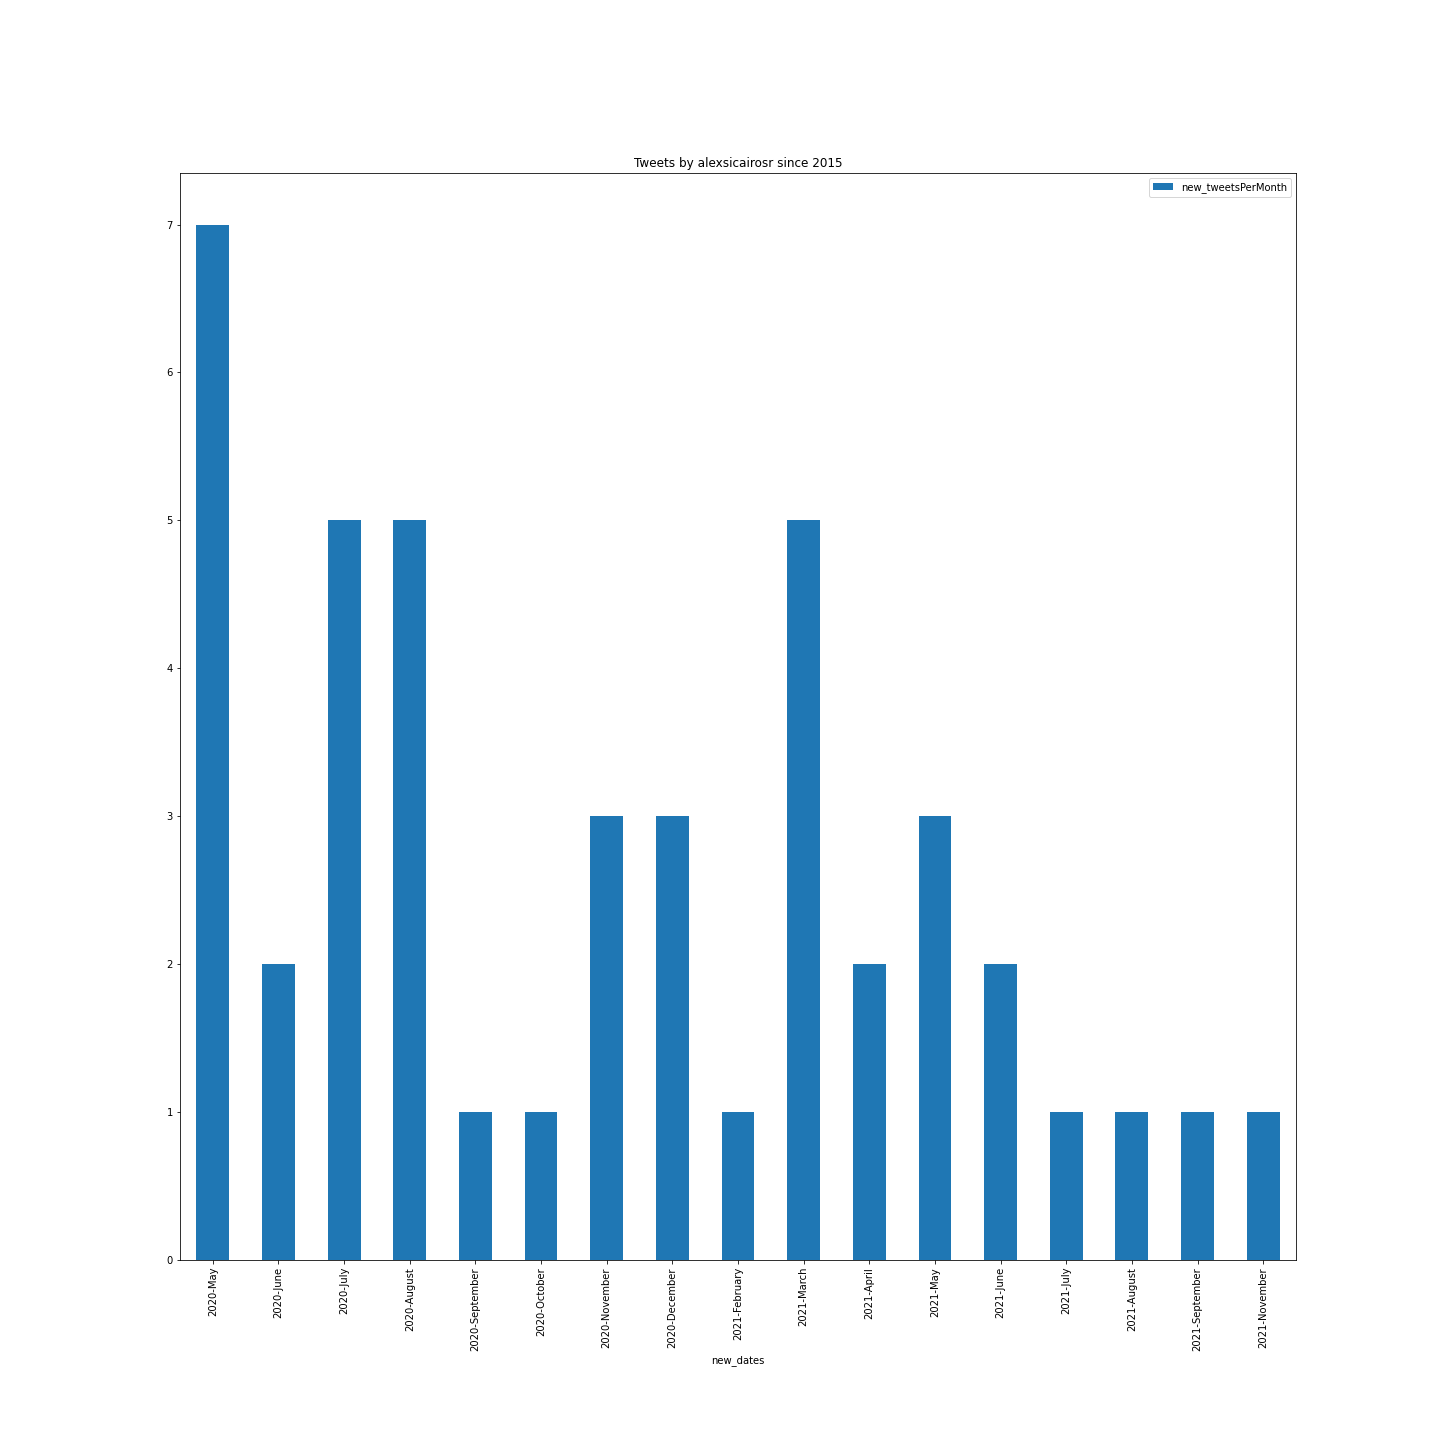 Tweets by alexsicairosr since 2015
new_tweetsPerMonth
7
6
5
4
3
2
1
0
2020-May
2020-June
2020-July
2020-August
2020-September
2020-October
2020-November
2020-December
2021-February
2021-March
2021-April
2021-May
2021-June
2021-July
2021-August
2021-September
2021-November
new_dates